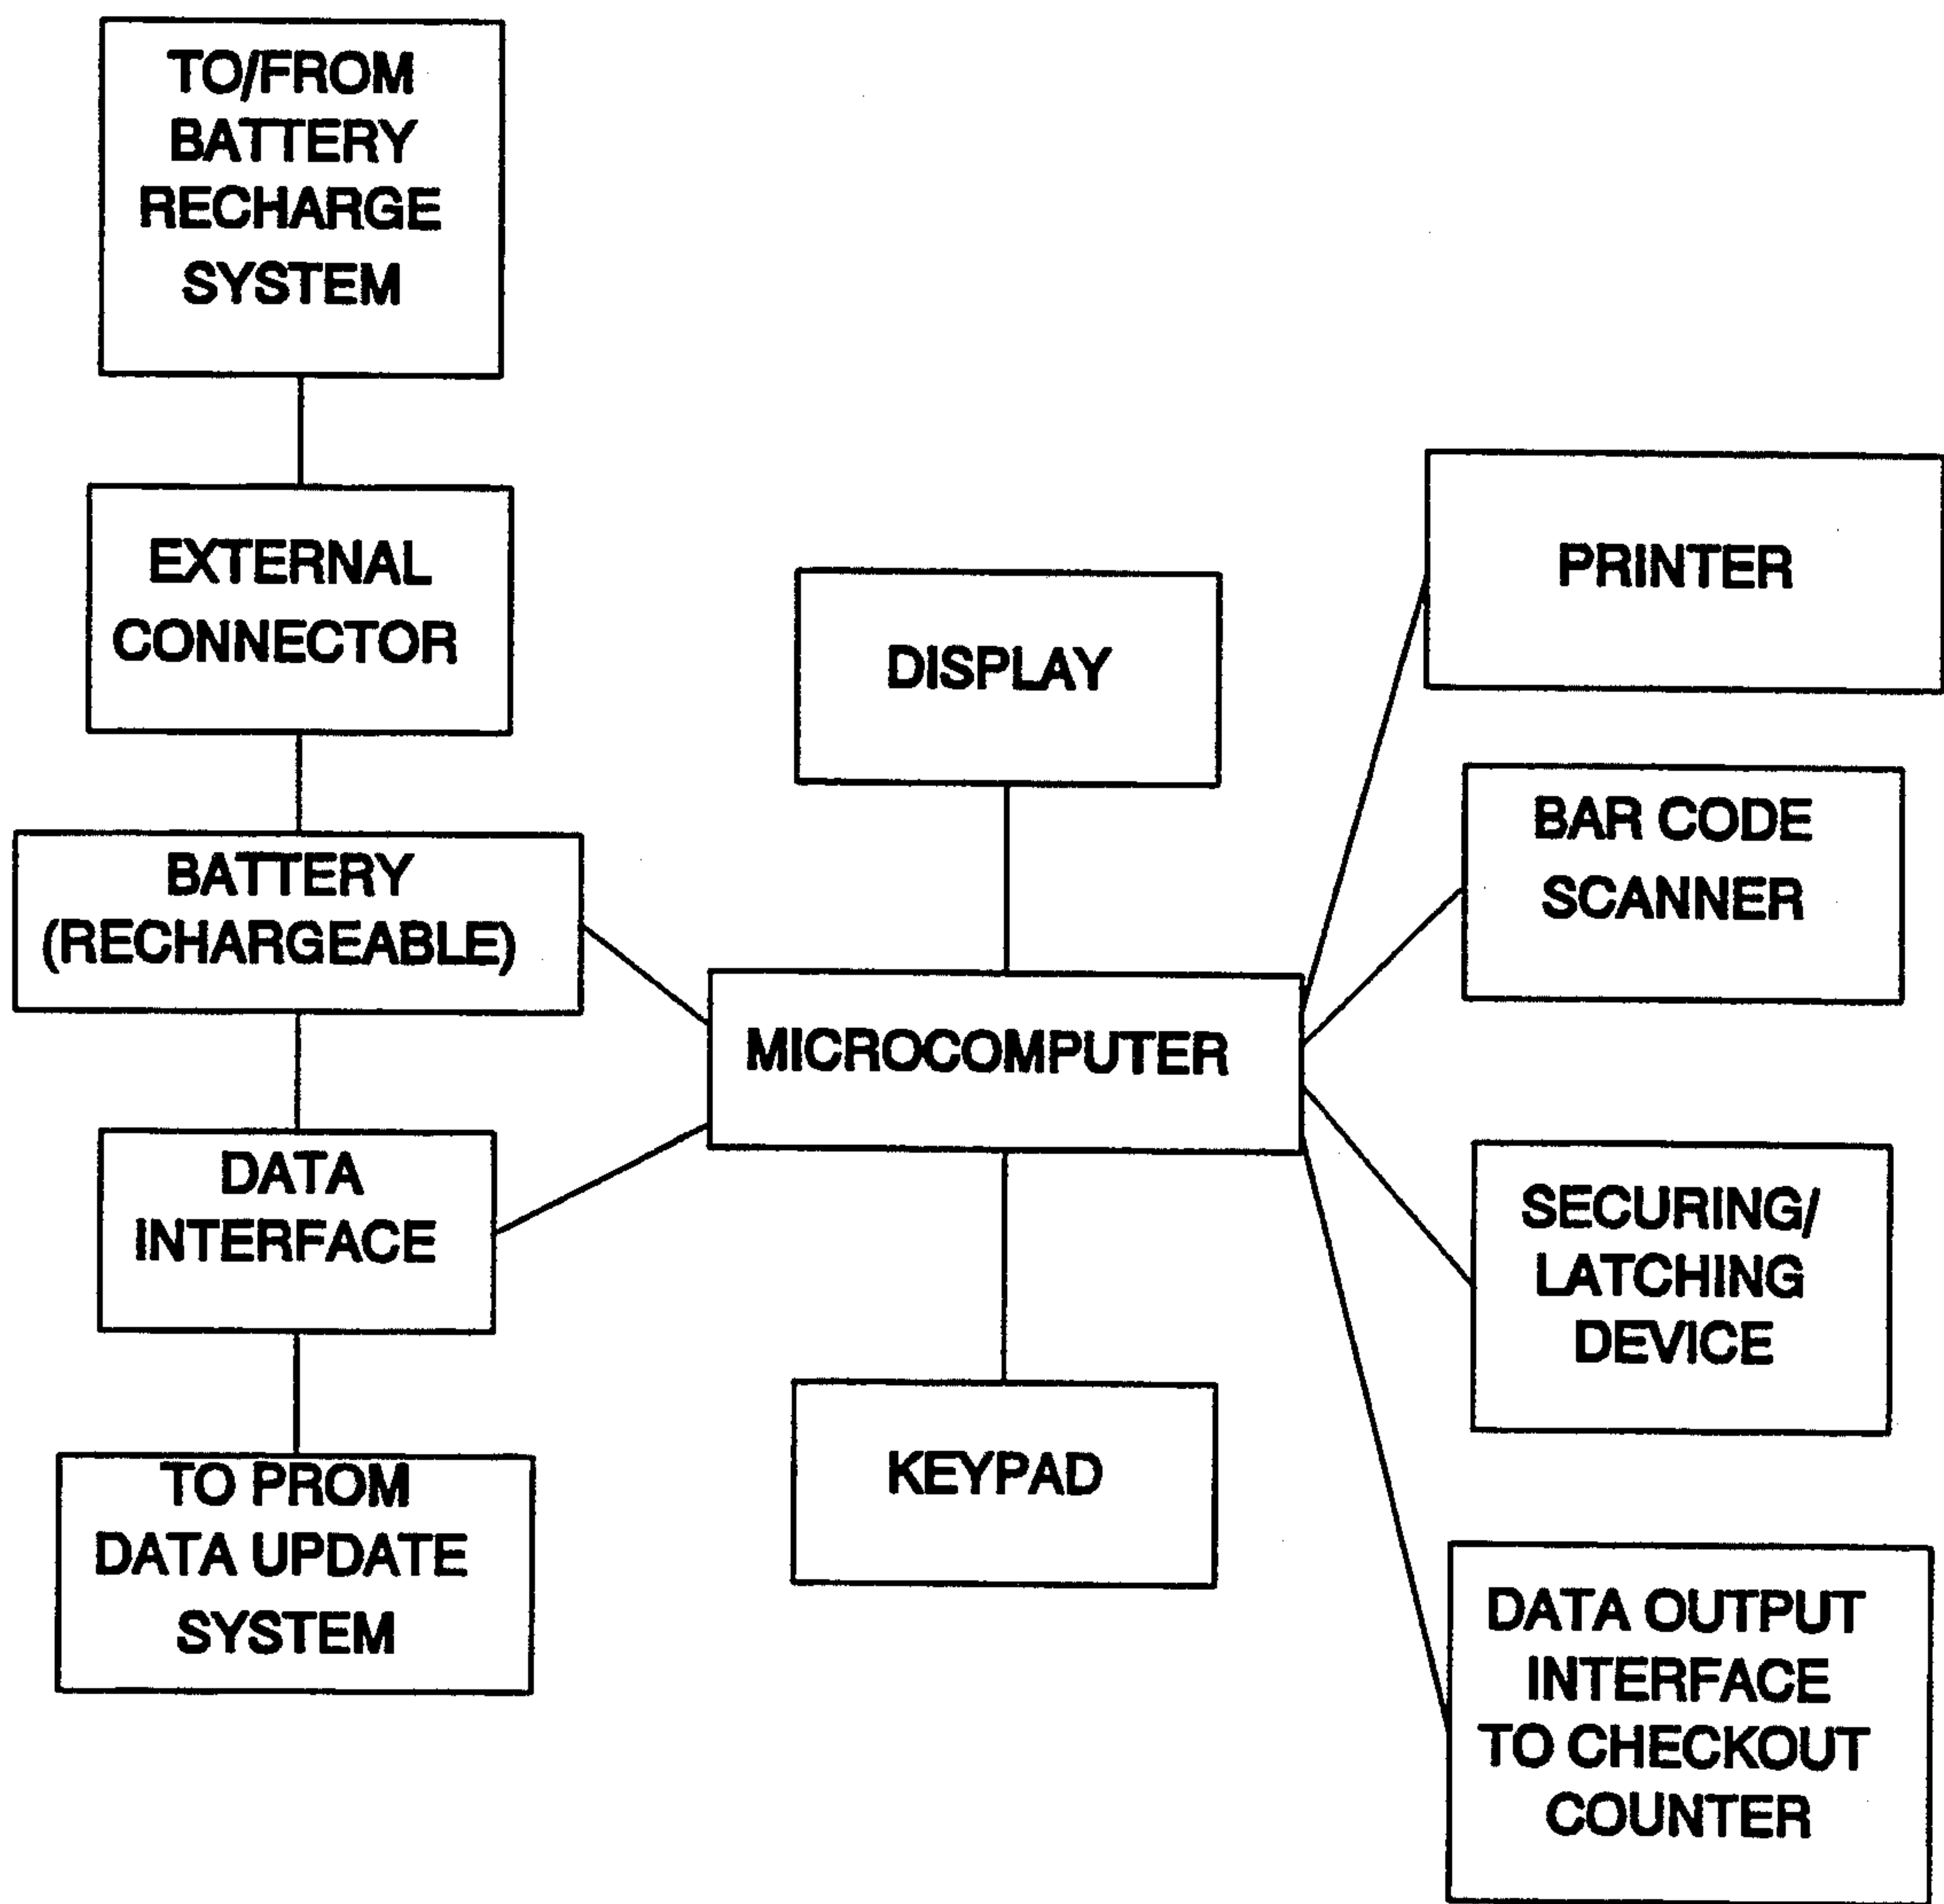 TO/FROM
BATTERY
RECHARGE
SYSTEM
EXTERNAL
CONNECTOR
BATTERY
(RECHARGEABLE)
DATA
INTERFACE
TO PROM
DATA UPDATE
SYSTEM
DISPLAY
MICROCOMPUTER
KEYPAD
PRINTER
BAR CODE
SCANNER
SECURING/
LATCHING
DEVICE
DATA OUTPUT
INTERFACE
TO CHECKOUT
COUNTER